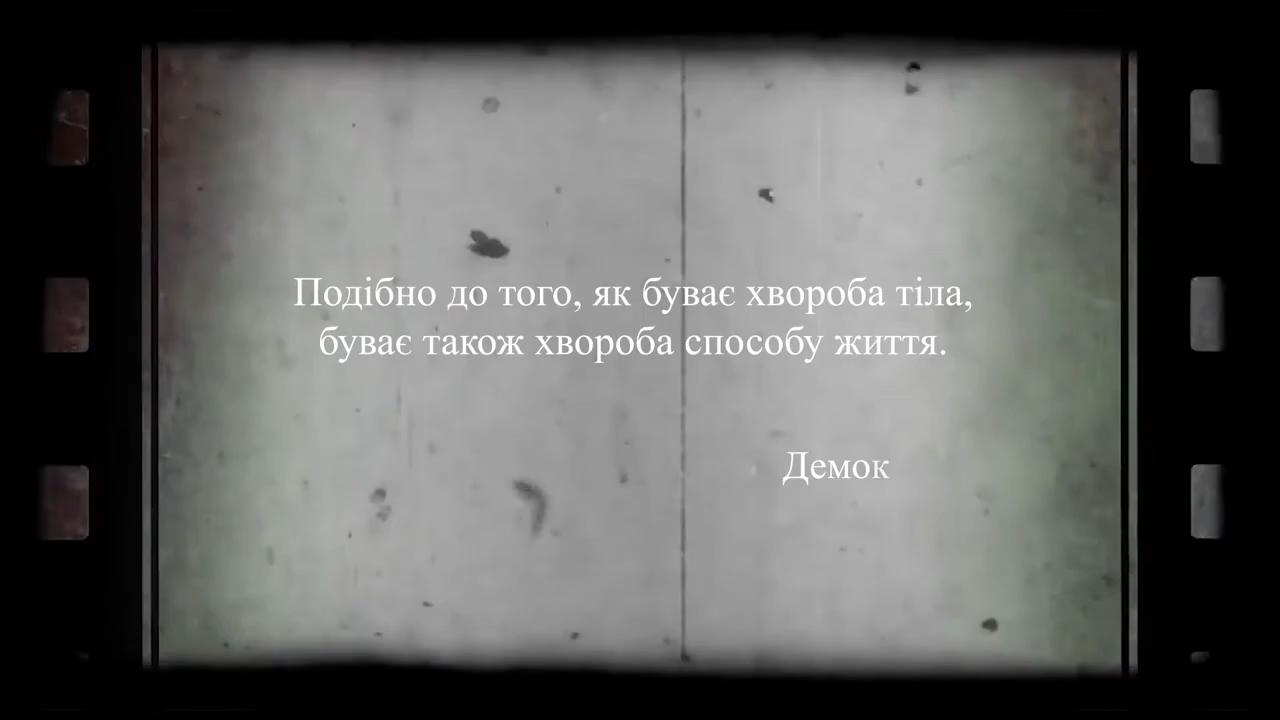 Подібно до того, як буває хвороба тіла,
буває також хвороба способу життя.
Демок